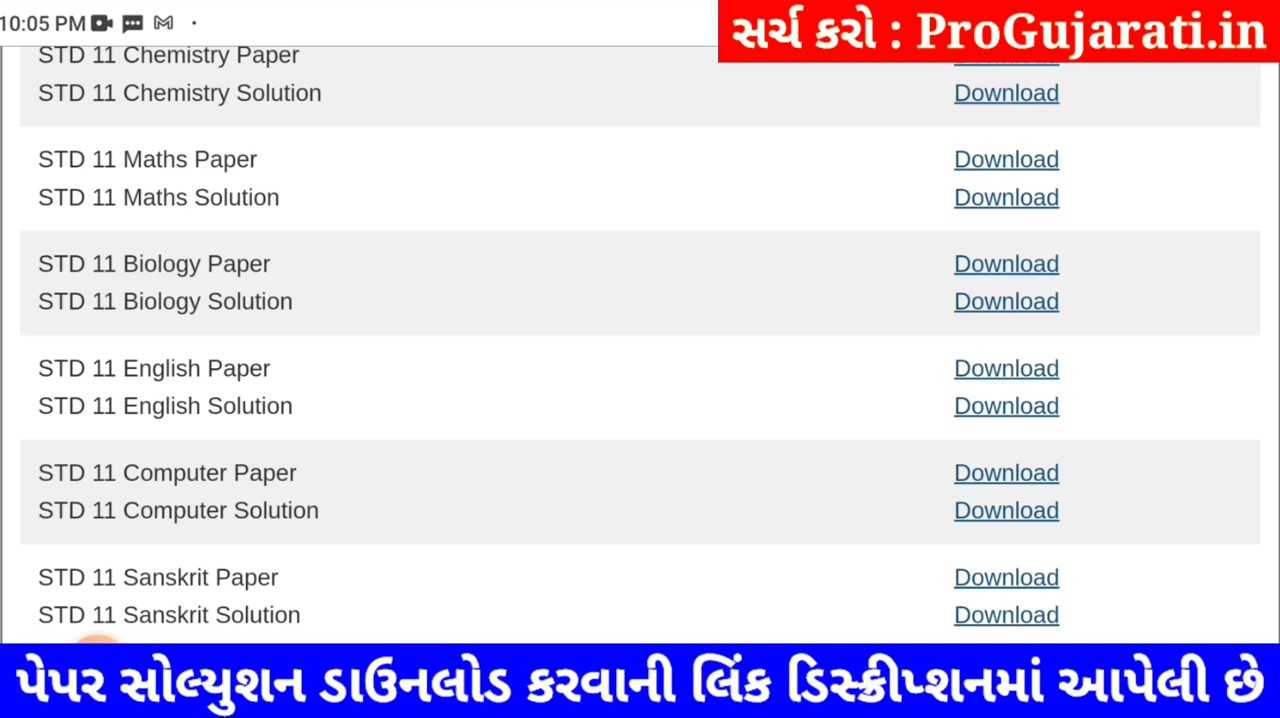 10:05 PM
સર્ચ કરો : ProGujarati.in
STD 11 Chemistry Paper
STD 11 Chemistry Solution Download
STD 11 Maths Paper Download
STD 11 Maths Solution Download
STD 11 Biology Paper Download
STD 11 Biology Solution Download
STD 11 English Paper Download
STD 11 English Solution Download
STD 11 Computer Paper Download
STD 11 Computer Solution Download
STD 11 Sanskrit Paper Download
STD 11 Sanskrit Solution Download
પેપર સોલ્યુશન ડાઉનલોડ કરવાની લિંક ડિસ્ક્રીપ્શનમાં આપેલી છે